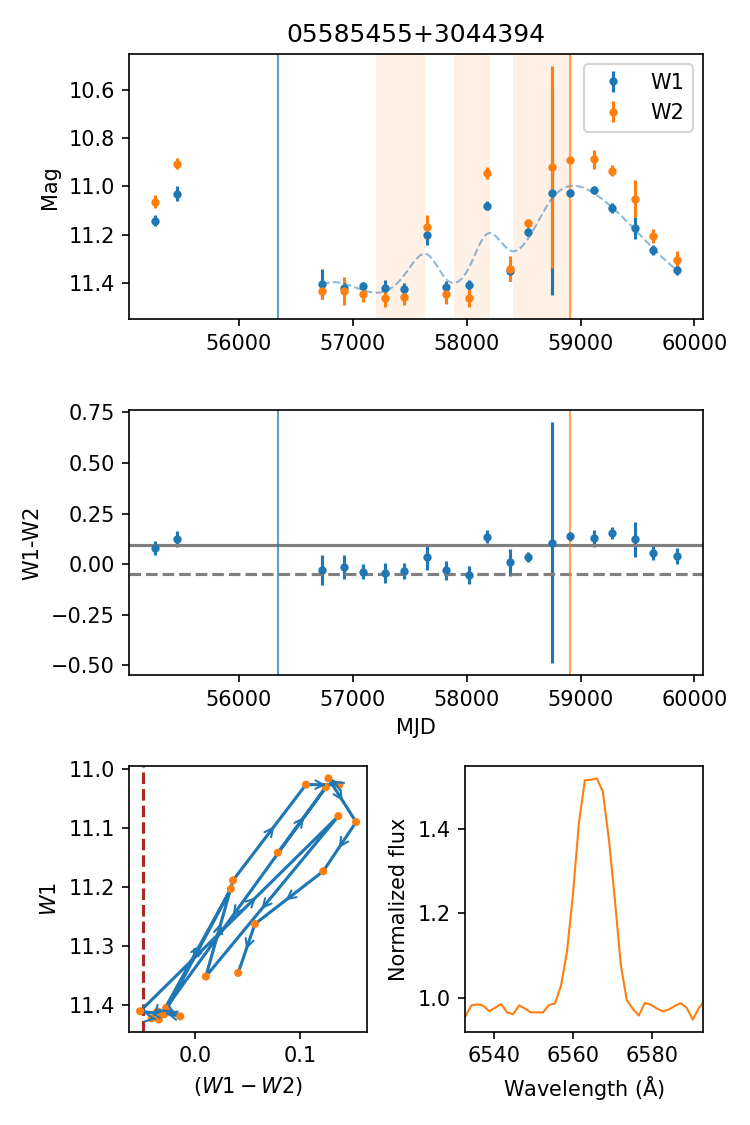 05585455+3044394
Mag
10.6
10.8
11.0
11.2
11.4
W1
W2
56000 57000 58000 59000 60000
W1-W2
0.75
0.50
0.25
0.00
−0.25
−0.50
56000 57000 58000 59000 60000
MJD
W1
11.0
11.1
11.2
11.3
11.4
0.0 0.1
(W1 − W2)
Normalized flux
1.4
1.2
1.0
6540 6560 6580
Wavelength (Å)